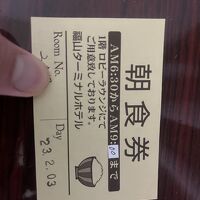 朝食券
AM6:30からAM9:00まで
1階 ロビーラウンジにて
ご用意致しております。
福山ターミナルホテル
Room No.
Day
23.2.03